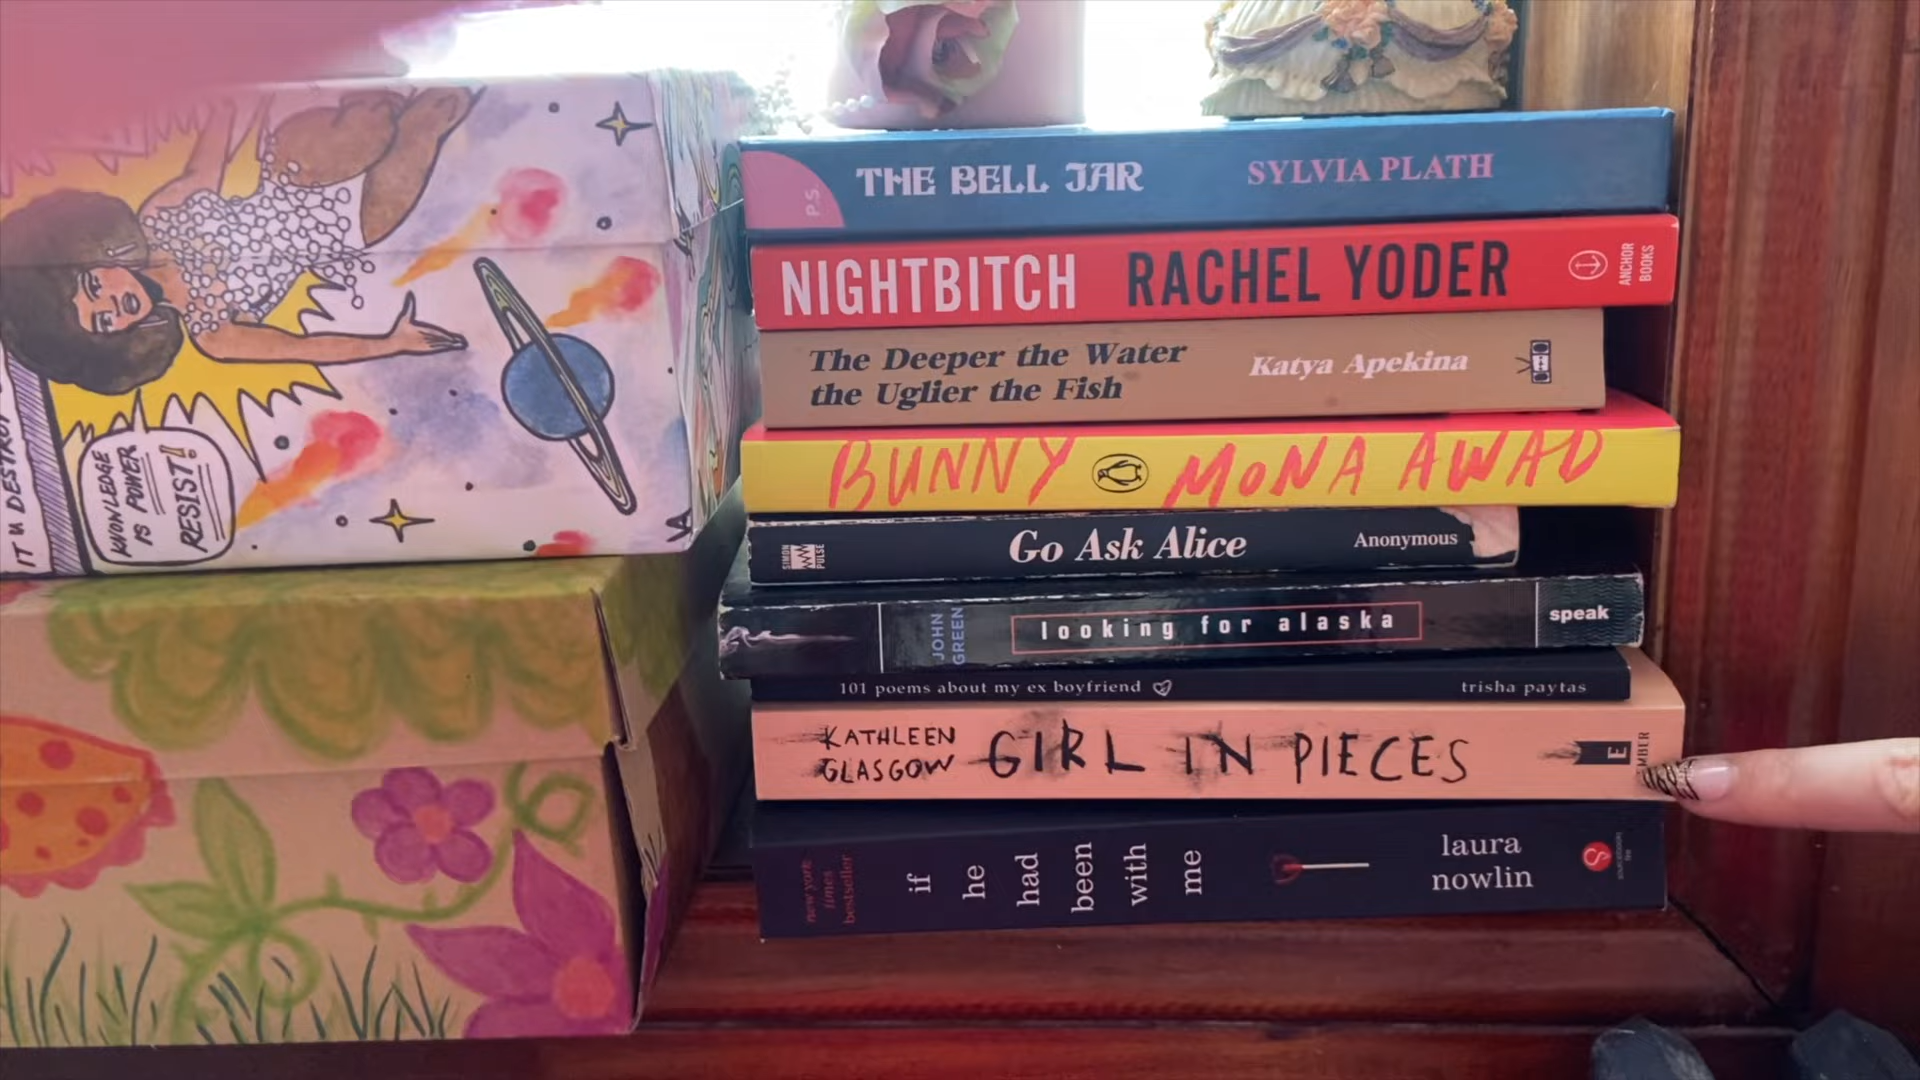 IT U DESTROY
KNOWLEDGE
IS POWER
RESIST!
P.S.
THE BELL JAR SYLVIA PLATH
NIGHTBITCH RACHEL YODER ANCHOR BOOKS
The Deeper the Water
the Uglier the Fish
Katya Apekina
BUNNY MONA AWAD
SIMON PULSE
Go Ask Alice Anonymous
JOHN
GREEN
looking for alaska speak
101 poems about my ex boyfriend trisha paytas
KATHLEEN
GLASGOW
GIRL IN PIECES
E
new york
times
bestseller
if he had been with me
laura
nowlin